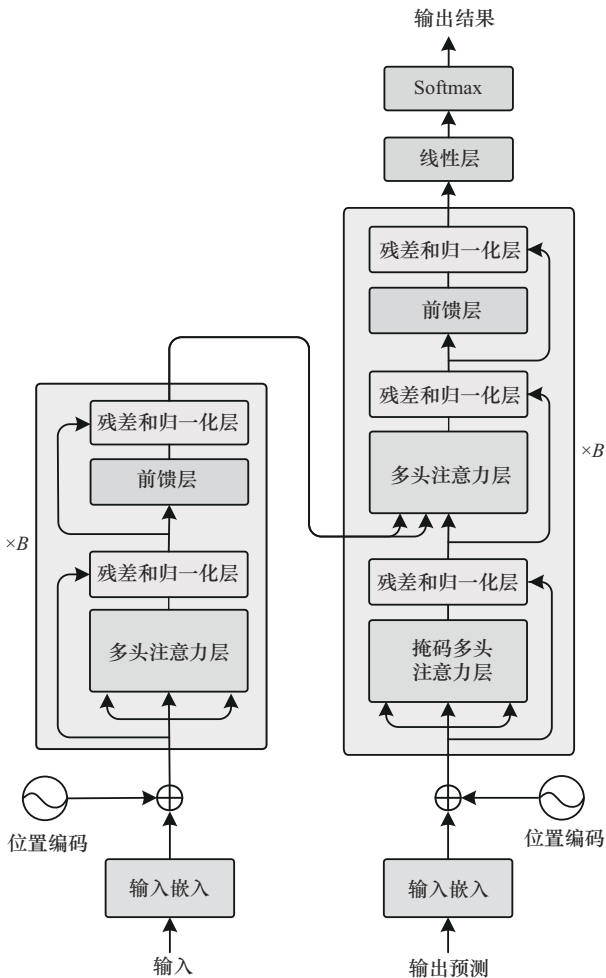 输出结果
Softmax
线性层
残差和归一化层
前馈层
残差和归一化层
多头注意力层
×B
残差和归一化层
掩码多头
注意力层
残差和归一化层
前馈层
×B
残差和归一化层
多头注意力层
位置编码
输入嵌入
输入
位置编码
输入嵌入
输出预测